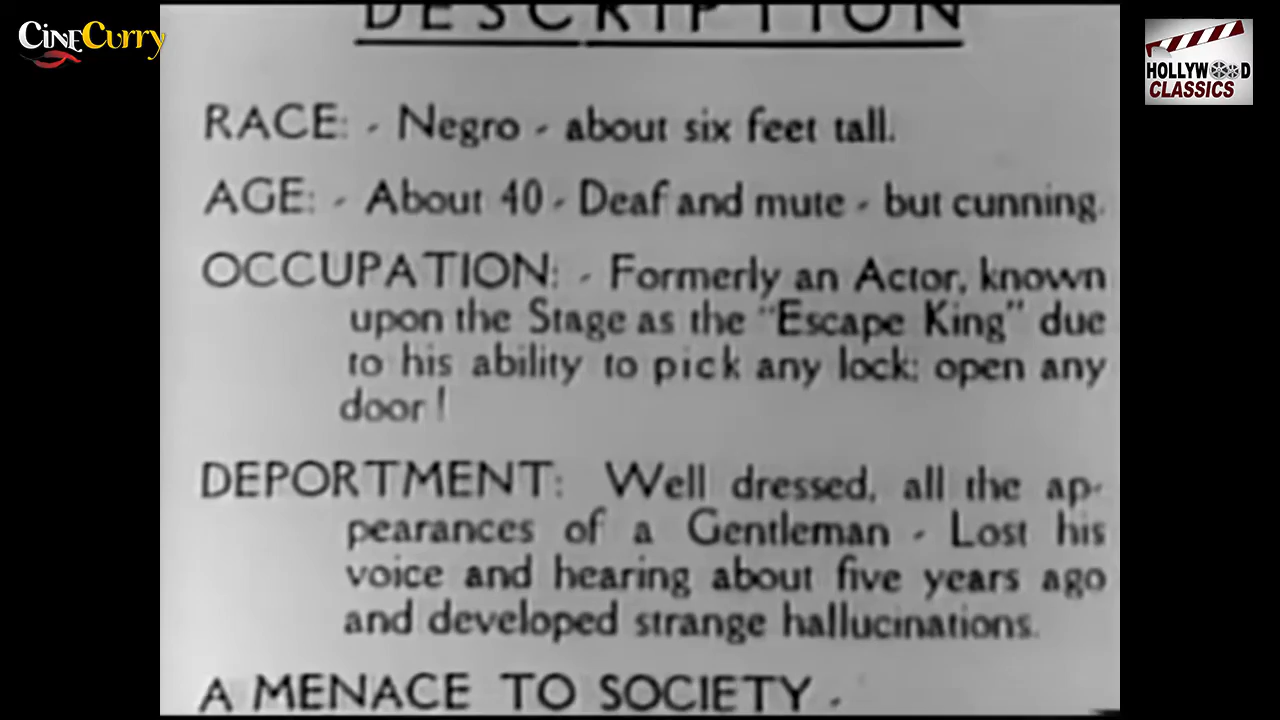 CINECURRY
HOLLYWOOD
CLASSICS
DESCRIPTION
RACE: - Negro - about six feet tall.
AGE: - About 40 - Deaf and mute - but cunning.
OCCUPATION: - Formerly an Actor, known
upon the Stage as the "Escape King" due
to his ability to pick any lock; open any
door!
DEPORTMENT: Well dressed, all the ap-
pearances of a Gentleman - Lost his
voice and hearing about five years ago
and developed strange hallucinations.
A MENACE TO SOCIETY -